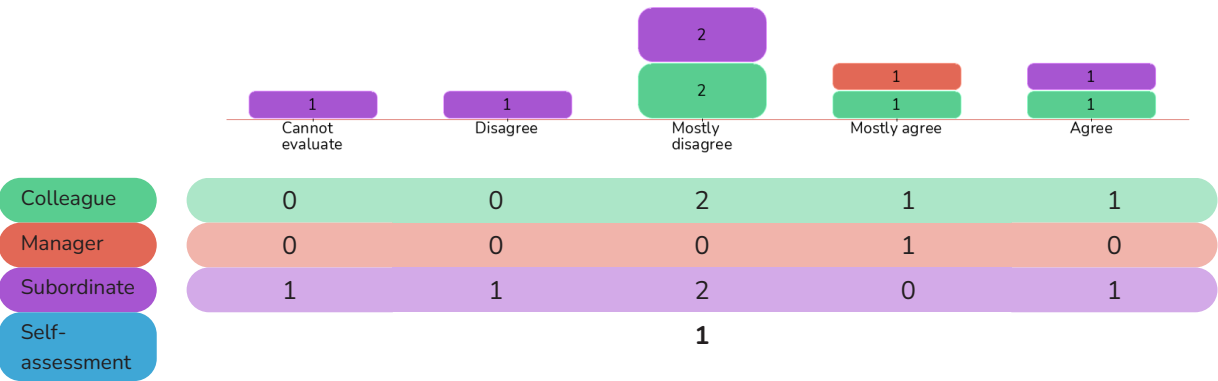 2
1
1
1
1
2
1
1
Cannot
evaluate
Disagree
Mostly
disagree
Mostly agree
Agree
Colleague
0
0
2
1
1
Manager
0
0
0
1
0
Subordinate
1
1
2
0
1
Self-
assessment
1